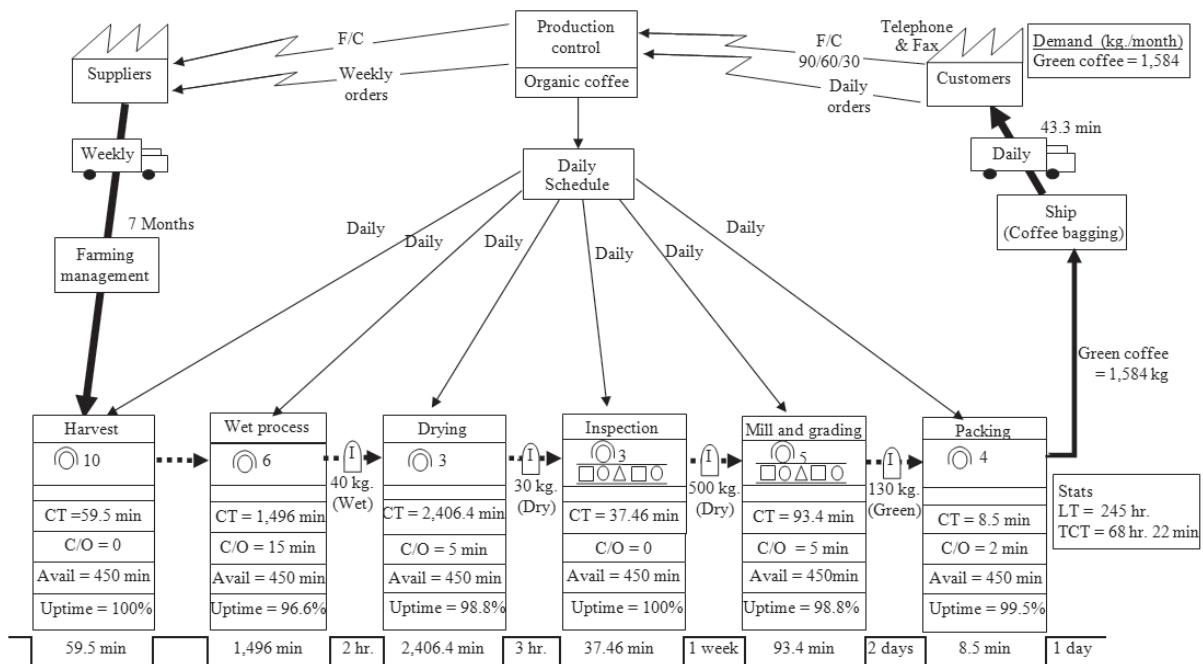 Suppliers
F/C
Weekly
orders
Production
control
Organic coffee
F/C
90/60/30
Daily
orders
Telephone
& Fax
Customers
Demand (kg./month)
Green coffee = 1,584
43.3 min
Weekly
Daily
Daily
Schedule
7 Months
Farming
management
Ship
(Coffee bagging)
Daily
Daily
Daily
Daily
Daily
Daily
Green coffee
= 1,584 kg
Harvest
10
CT =59.5 min
C/O = 0
Avail = 450 min
Uptime = 100%
Wet process
6
CT = 1,496 min
C/O = 15 min
Avail = 450 min
Uptime = 96.6%
I
40 kg.
(Wet)
Drying
3
CT = 2,406.4 min
C/O = 5 min
Avail = 450 min
Uptime = 98.8%
I
30 kg.
(Dry)
Inspection
3
CT = 37.46 min
C/O = 0
Avail = 450 min
Uptime = 100%
I
500 kg.
(Dry)
Mill and grading
5
CT = 93.4 min
C/O = 5 min
Avail = 450min
Uptime = 98.8%
I
130 kg.
(Green)
Packing
4
CT = 8.5 min
C/O = 2 min
Avail = 450 min
Uptime = 99.5%
Stats
LT = 245 hr.
TCT = 68 hr. 22 min
59.5 min
1,496 min
2 hr.
2,406.4 min
3 hr.
37.46 min
1 week
93.4 min
2 days
8.5 min
1 day